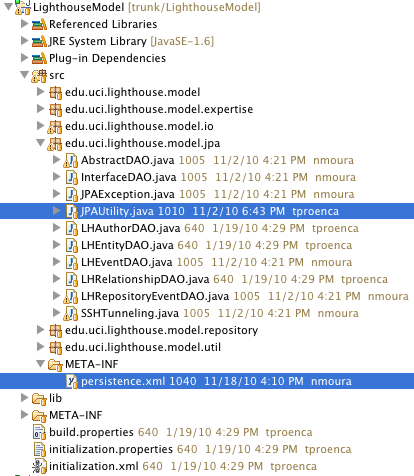 LighthouseModel [trunk/LighthouseModel]
Referenced Libraries
JRE System Library [JavaSE-1.6]
Plug-in Dependencies
src
edu.uci.lighthouse.model
edu.uci.lighthouse.model.expertise
edu.uci.lighthouse.model.io
edu.uci.lighthouse.model.jpa
AbstractDAO.java 1005 11/2/10 4:21 PM nmoura
InterfaceDAO.java 1005 11/2/10 4:21 PM nmoura
JPAException.java 1005 11/2/10 4:21 PM nmoura
JPAUtility.java 1010 11/2/10 6:43 PM tproenca
LHAuthorDAO.java 640 1/19/10 4:29 PM tproenca
LHEntityDAO.java 640 1/19/10 4:29 PM tproenca
LHEventDAO.java 1005 11/2/10 4:21 PM nmoura
LHRelationshipDAO.java 640 1/19/10 4:29 PM tproenca
LHRepositoryEventDAO.java 1005 11/2/10 4:21 PM nmoura
SSHTunneling.java 1005 11/2/10 4:21 PM nmoura
edu.uci.lighthouse.model.repository
edu.uci.lighthouse.model.util
META-INF
persistence.xml 1040 11/18/10 4:10 PM nmoura
lib
META-INF
build.properties 640 1/19/10 4:29 PM tproenca
initialization.properties 640 1/19/10 4:29 PM tproenca
initialization.xml 640 1/19/10 4:29 PM tproenca